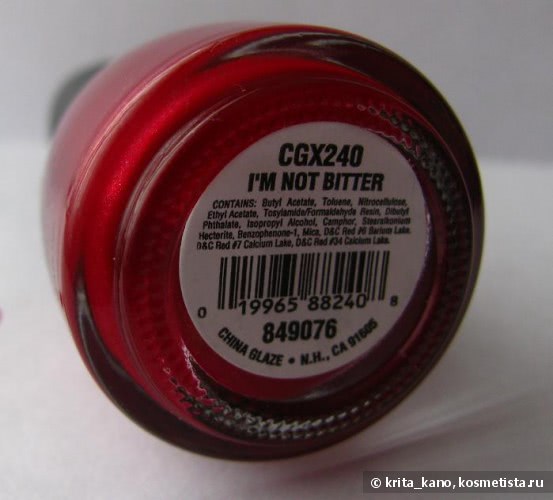 CGX240
I'M NOT BITTER
CONTAINS: Butyl Acetate, Toluene, Nitrocellulose,
Ethyl Acetate, Tosylamide/Formaldehyde Resin, Dibutyl
Phthalate, Isopropyl Alcohol, Camphor, Stearalkonium
Hectorite, Benzophenone-1, Mica, D&C Red #6 Barium Lake,
D&C Red #7 Calcium Lake, D&C Red #34 Calcium Lake.
0 19965 88240 8
849076
CHINA GLAZE • N.H., CA 91605
© krita_kano, kosmetista.ru